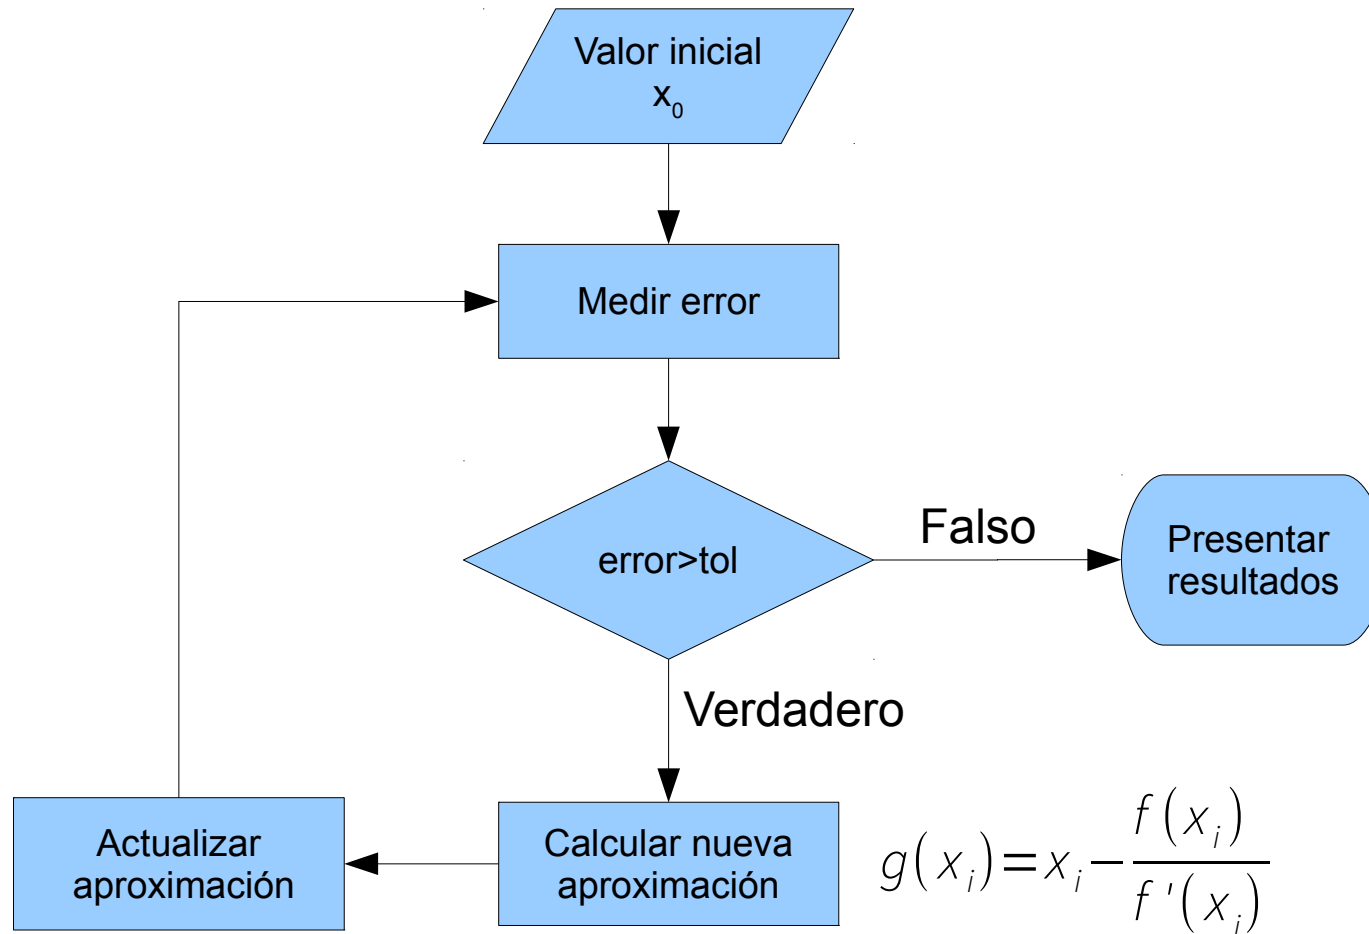 Valor inicial
x₀
Medir error
error>tol
Falso
Presentar
resultados
Verdadero
Actualizar
aproximación
Calcular nueva
aproximación
g(xᵢ)=xᵢ−f(xᵢ)/f'(xᵢ)